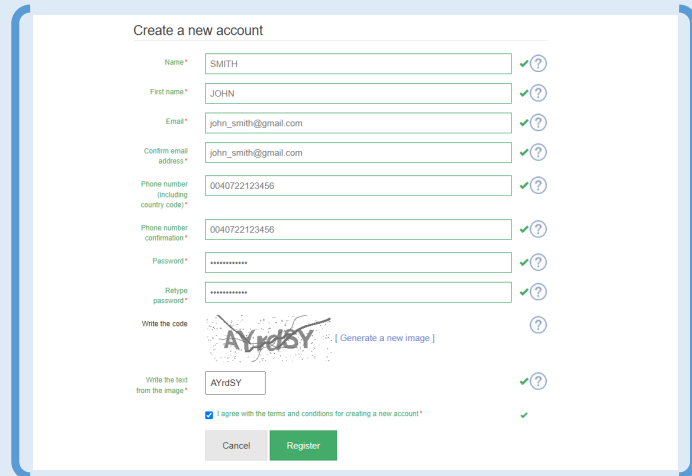 Create a new account
Name*
SMITH
First name*
JOHN
Email*
john_smith@gmail.com
Confirm email
address*
john_smith@gmail.com
Phone number
(including
country code)*
0040722123456
Phone number
confirmation*
0040722123456
Password*
••••••••••••
Retype
password*
••••••••••••
Write the code
AYrdSY
[ Generate a new image ]
Write the text
from the image*
AYrdSY
I agree with the terms and conditions for creating a new account*
Cancel
Register